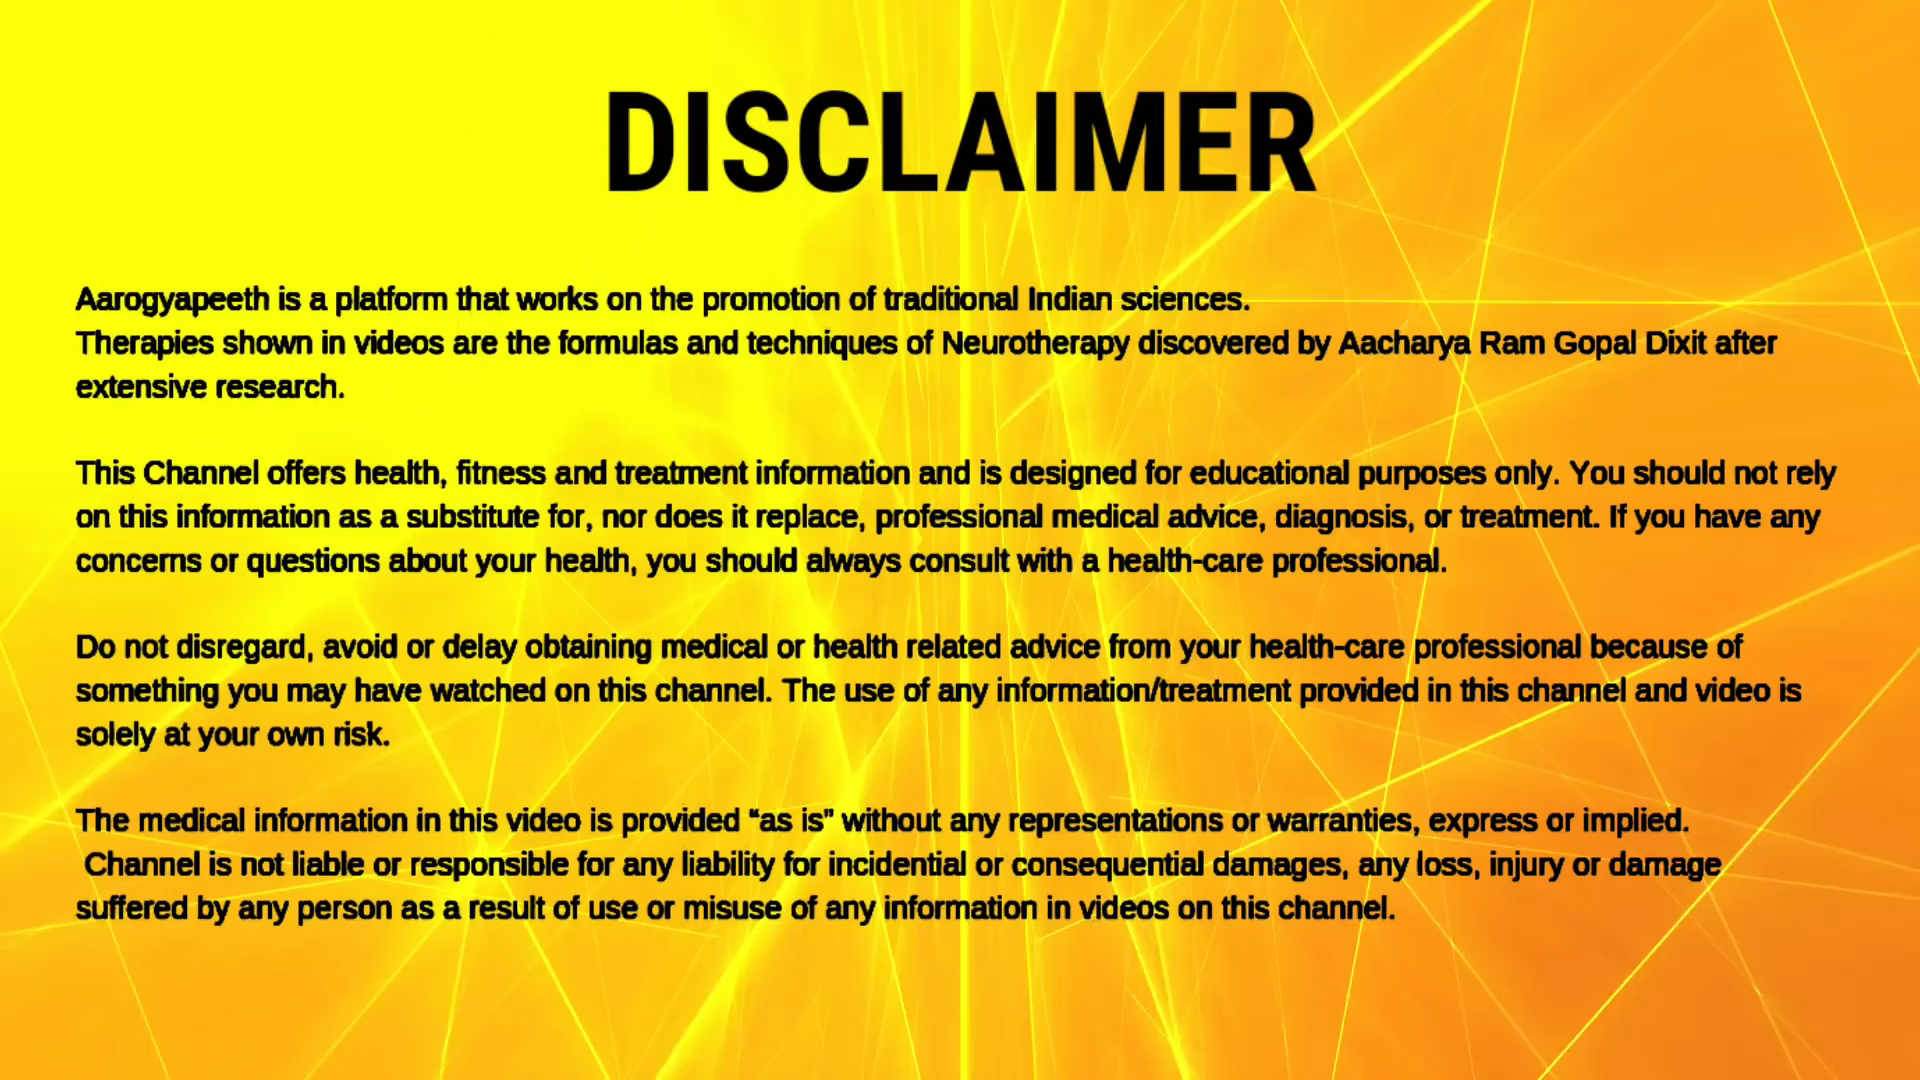 DISCLAIMER
Aarogyapeeth is a platform that works on the promotion of traditional Indian sciences.
Therapies shown in videos are the formulas and techniques of Neurotherapy discovered by Aacharya Ram Gopal Dixit after
extensive research.
This Channel offers health, fitness and treatment information and is designed for educational purposes only. You should not rely
on this information as a substitute for, nor does it replace, professional medical advice, diagnosis, or treatment. If you have any
concerns or questions about your health, you should always consult with a health-care professional.
Do not disregard, avoid or delay obtaining medical or health related advice from your health-care professional because of
something you may have watched on this channel. The use of any information/treatment provided in this channel and video is
solely at your own risk.
The medical information in this video is provided “as is” without any representations or warranties, express or implied.
Channel is not liable or responsible for any liability for incidential or consequential damages, any loss, injury or damage
suffered by any person as a result of use or misuse of any information in videos on this channel.